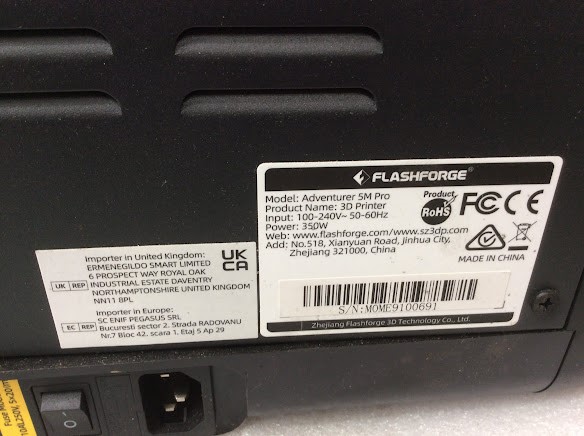 FLASHFORGE
Model: Adventurer 5M Pro
Product Name: 3D Printer
Input: 100-240V~ 50-60Hz
Power: 350W
Web: www.flashforge.com/www.sz3dp.com
Add: No.518, Xianyuan Road, Jinhua City,
Zhejiang 321000, China
Product
RoHS
FC CE
MADE IN CHINA
S/N:MOME9100691
Zhejiang Flashforge 3D Technology Co., Ltd.
Importer in United Kingdom:
ERMENEGILDO SMART LIMITED
6 PROSPECT WAY ROYAL OAK
UK REP INDUSTRIAL ESTATE DAVENTRY
NORTHAMPTONSHIRE UNITED KINGDOM
NN11 8PL
UK
CA
Importer in Europe:
SC ENIF PEGASUS SRL
EC REP Bucuresti sector 2, Strada RADOVANU
Nr.7 Bloc 42, scara 1, Etaj 5 Ap 29